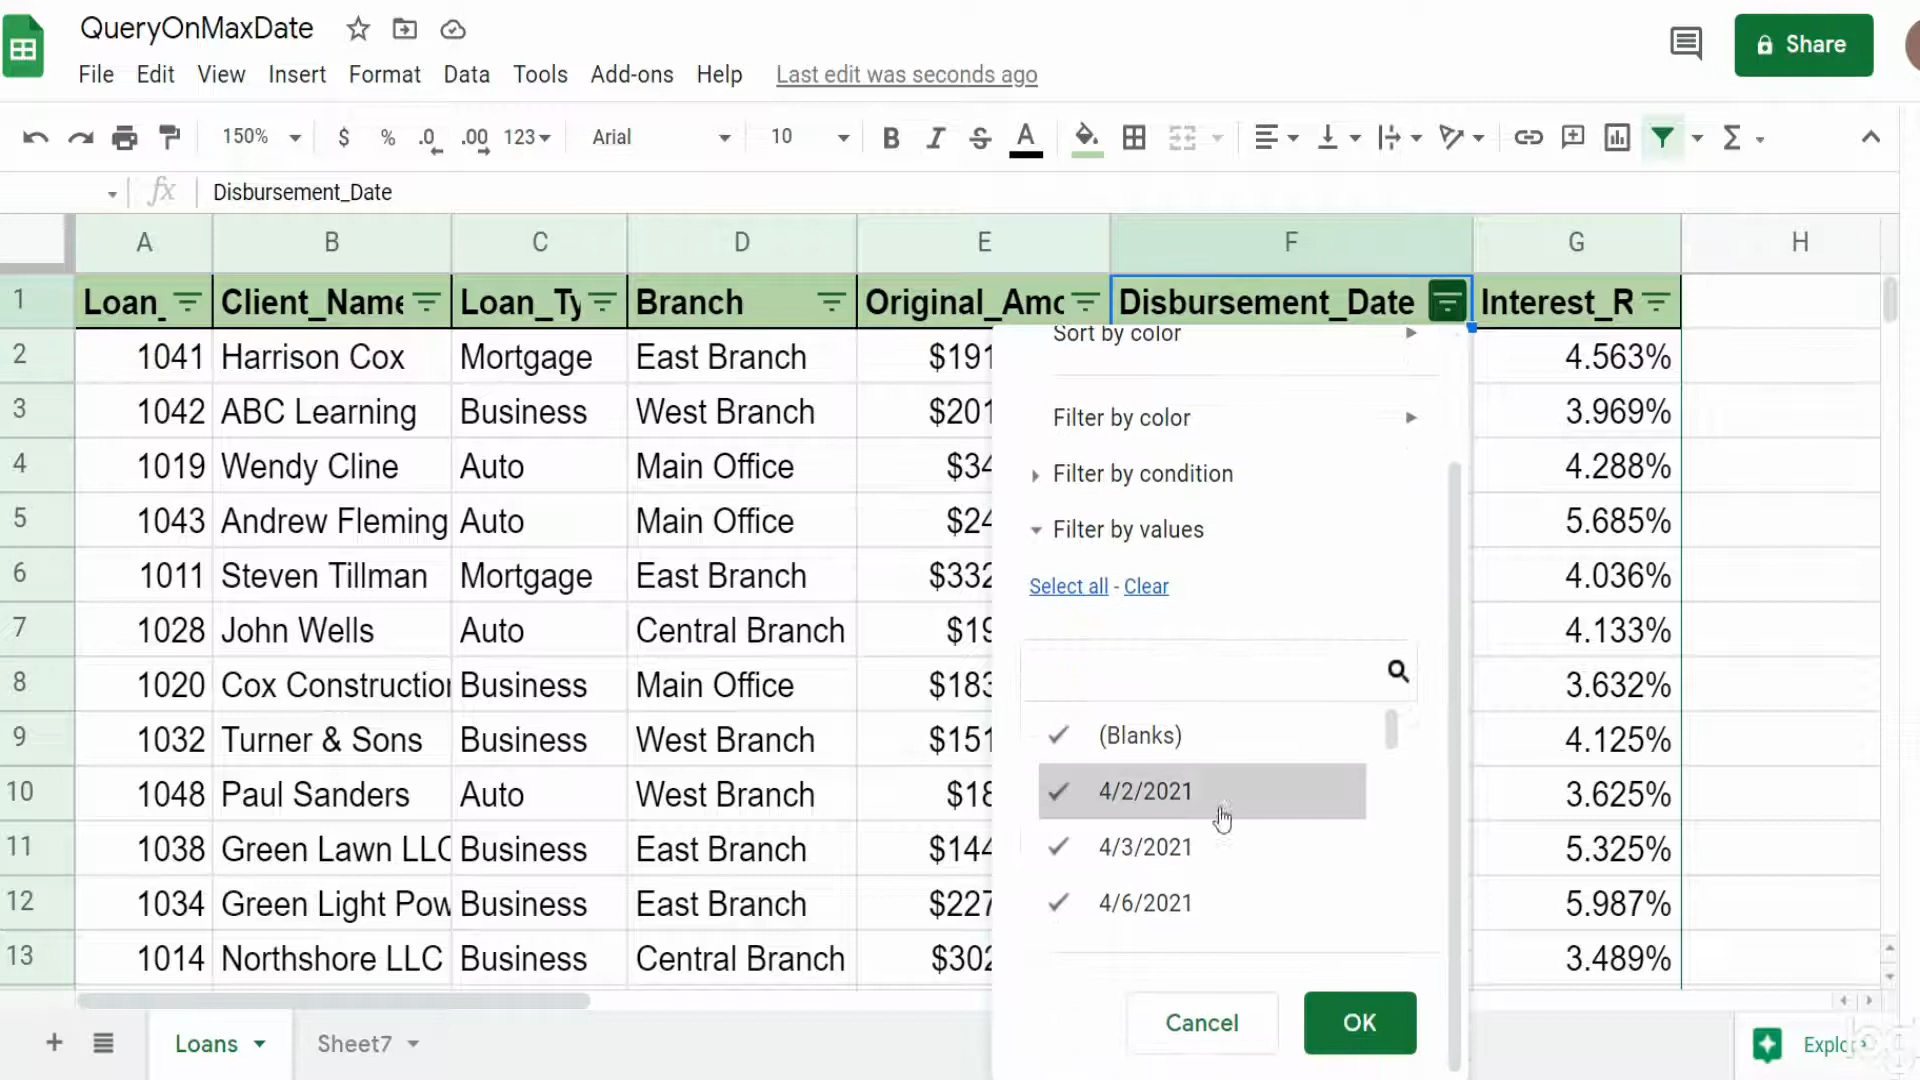 QueryOnMaxDate
File Edit View Insert Format Data Tools Add-ons Help Last edit was seconds ago
Share
150% $ % .0 .00 123 Arial 10 B I S A Σ
fx Disbursement_Date
A B C D E F G H
1 Loan_ Client_Name Loan_Ty Branch Original_Amo Disbursement_Date Interest_R
2 1041 Harrison Cox Mortgage East Branch $191 4.563%
3 1042 ABC Learning Business West Branch $201 3.969%
4 1019 Wendy Cline Auto Main Office $34 4.288%
5 1043 Andrew Fleming Auto Main Office $24 5.685%
6 1011 Steven Tillman Mortgage East Branch $332 4.036%
7 1028 John Wells Auto Central Branch $19 4.133%
8 1020 Cox Construction Business Main Office $183 3.632%
9 1032 Turner & Sons Business West Branch $151 4.125%
10 1048 Paul Sanders Auto West Branch $18 3.625%
11 1038 Green Lawn LLC Business East Branch $144 5.325%
12 1034 Green Light Pow Business East Branch $227 5.987%
13 1014 Northshore LLC Business Central Branch $302 3.489%
Sort by color
Filter by color
Filter by condition
Filter by values
Select all - Clear
(Blanks)
4/2/2021
4/3/2021
4/6/2021
Cancel OK
Loans Sheet7